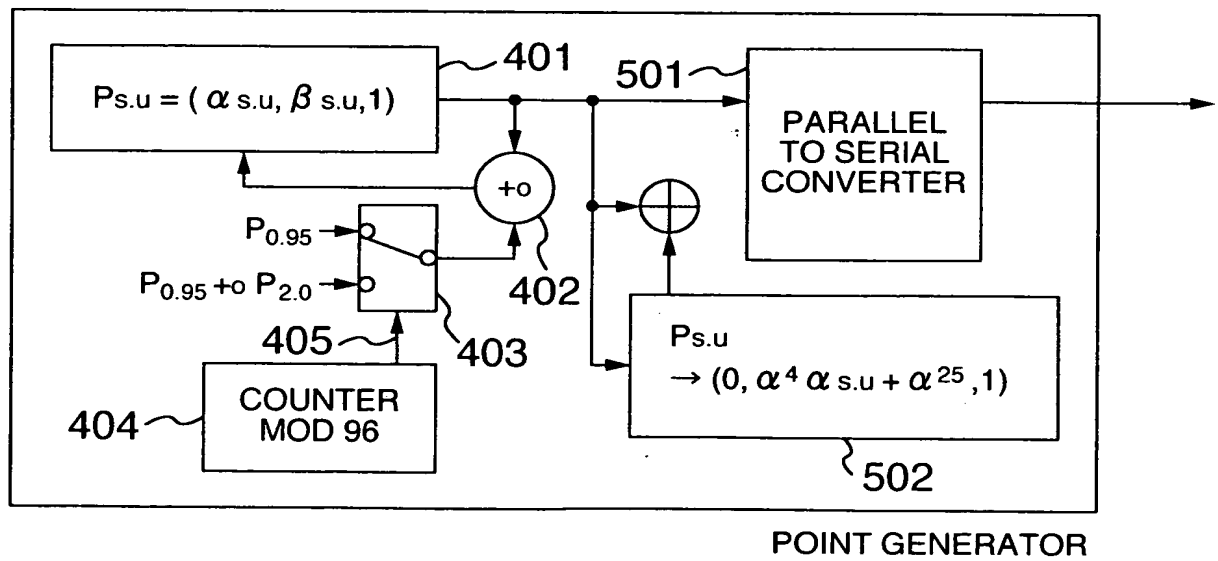 401
Ps.u = ( α s.u, β s.u,1)
501
PARALLEL
TO SERIAL
CONVERTER
+o
P0.95
P0.95 +o P2.0
402
403
405
404
COUNTER
MOD 96
Ps.u
→ (0, α⁴ α s.u + α²⁵ ,1)
502
POINT GENERATOR